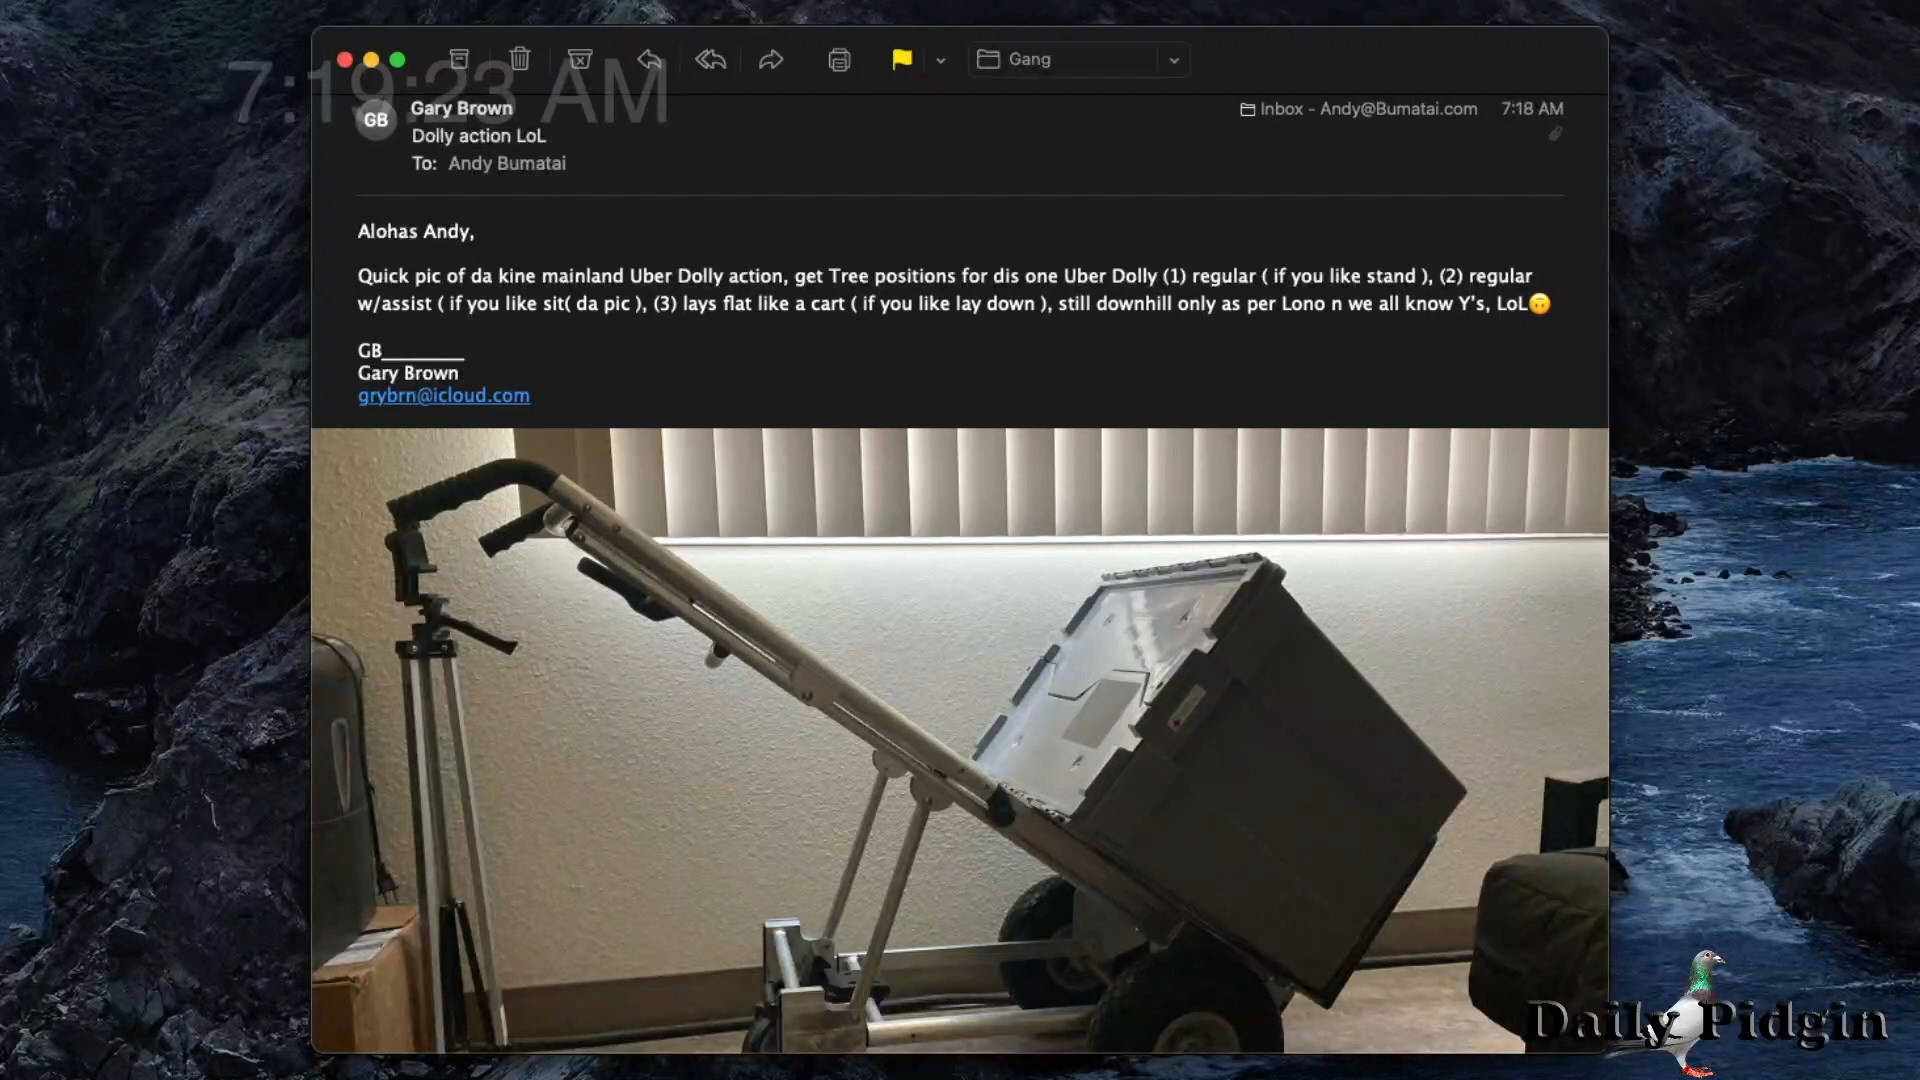 7:19:23 AM
Gang
GB
Gary Brown
Inbox - Andy@Bumatai.com
7:18 AM
Dolly action LoL
To: Andy Bumatai
Alohas Andy,
Quick pic of da kine mainland Uber Dolly action, get Tree positions for dis one Uber Dolly (1) regular ( if you like stand ), (2) regular
w/assist ( if you like sit( da pic ), (3) lays flat like a cart ( if you like lay down ), still downhill only as per Lono n we all know Y's, LoL🙃
GB________
Gary Brown
grybrn@icloud.com
Daily Pidgin